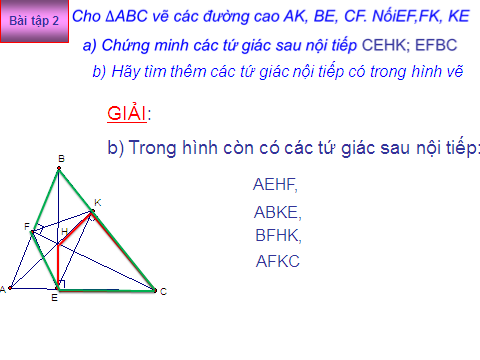 Bài tập 2
Cho ΔABC vẽ các đường cao AK, BE, CF. NốiEF,FK, KE
a) Chứng minh các tứ giác sau nội tiếp CEHK; EFBC
b) Hãy tìm thêm các tứ giác nội tiếp có trong hình vẽ
GIẢI:
b) Trong hình còn có các tứ giác sau nội tiếp:
AEHF,
ABKE,
BFHK,
AFKC
B
K
F
H
A
E
C